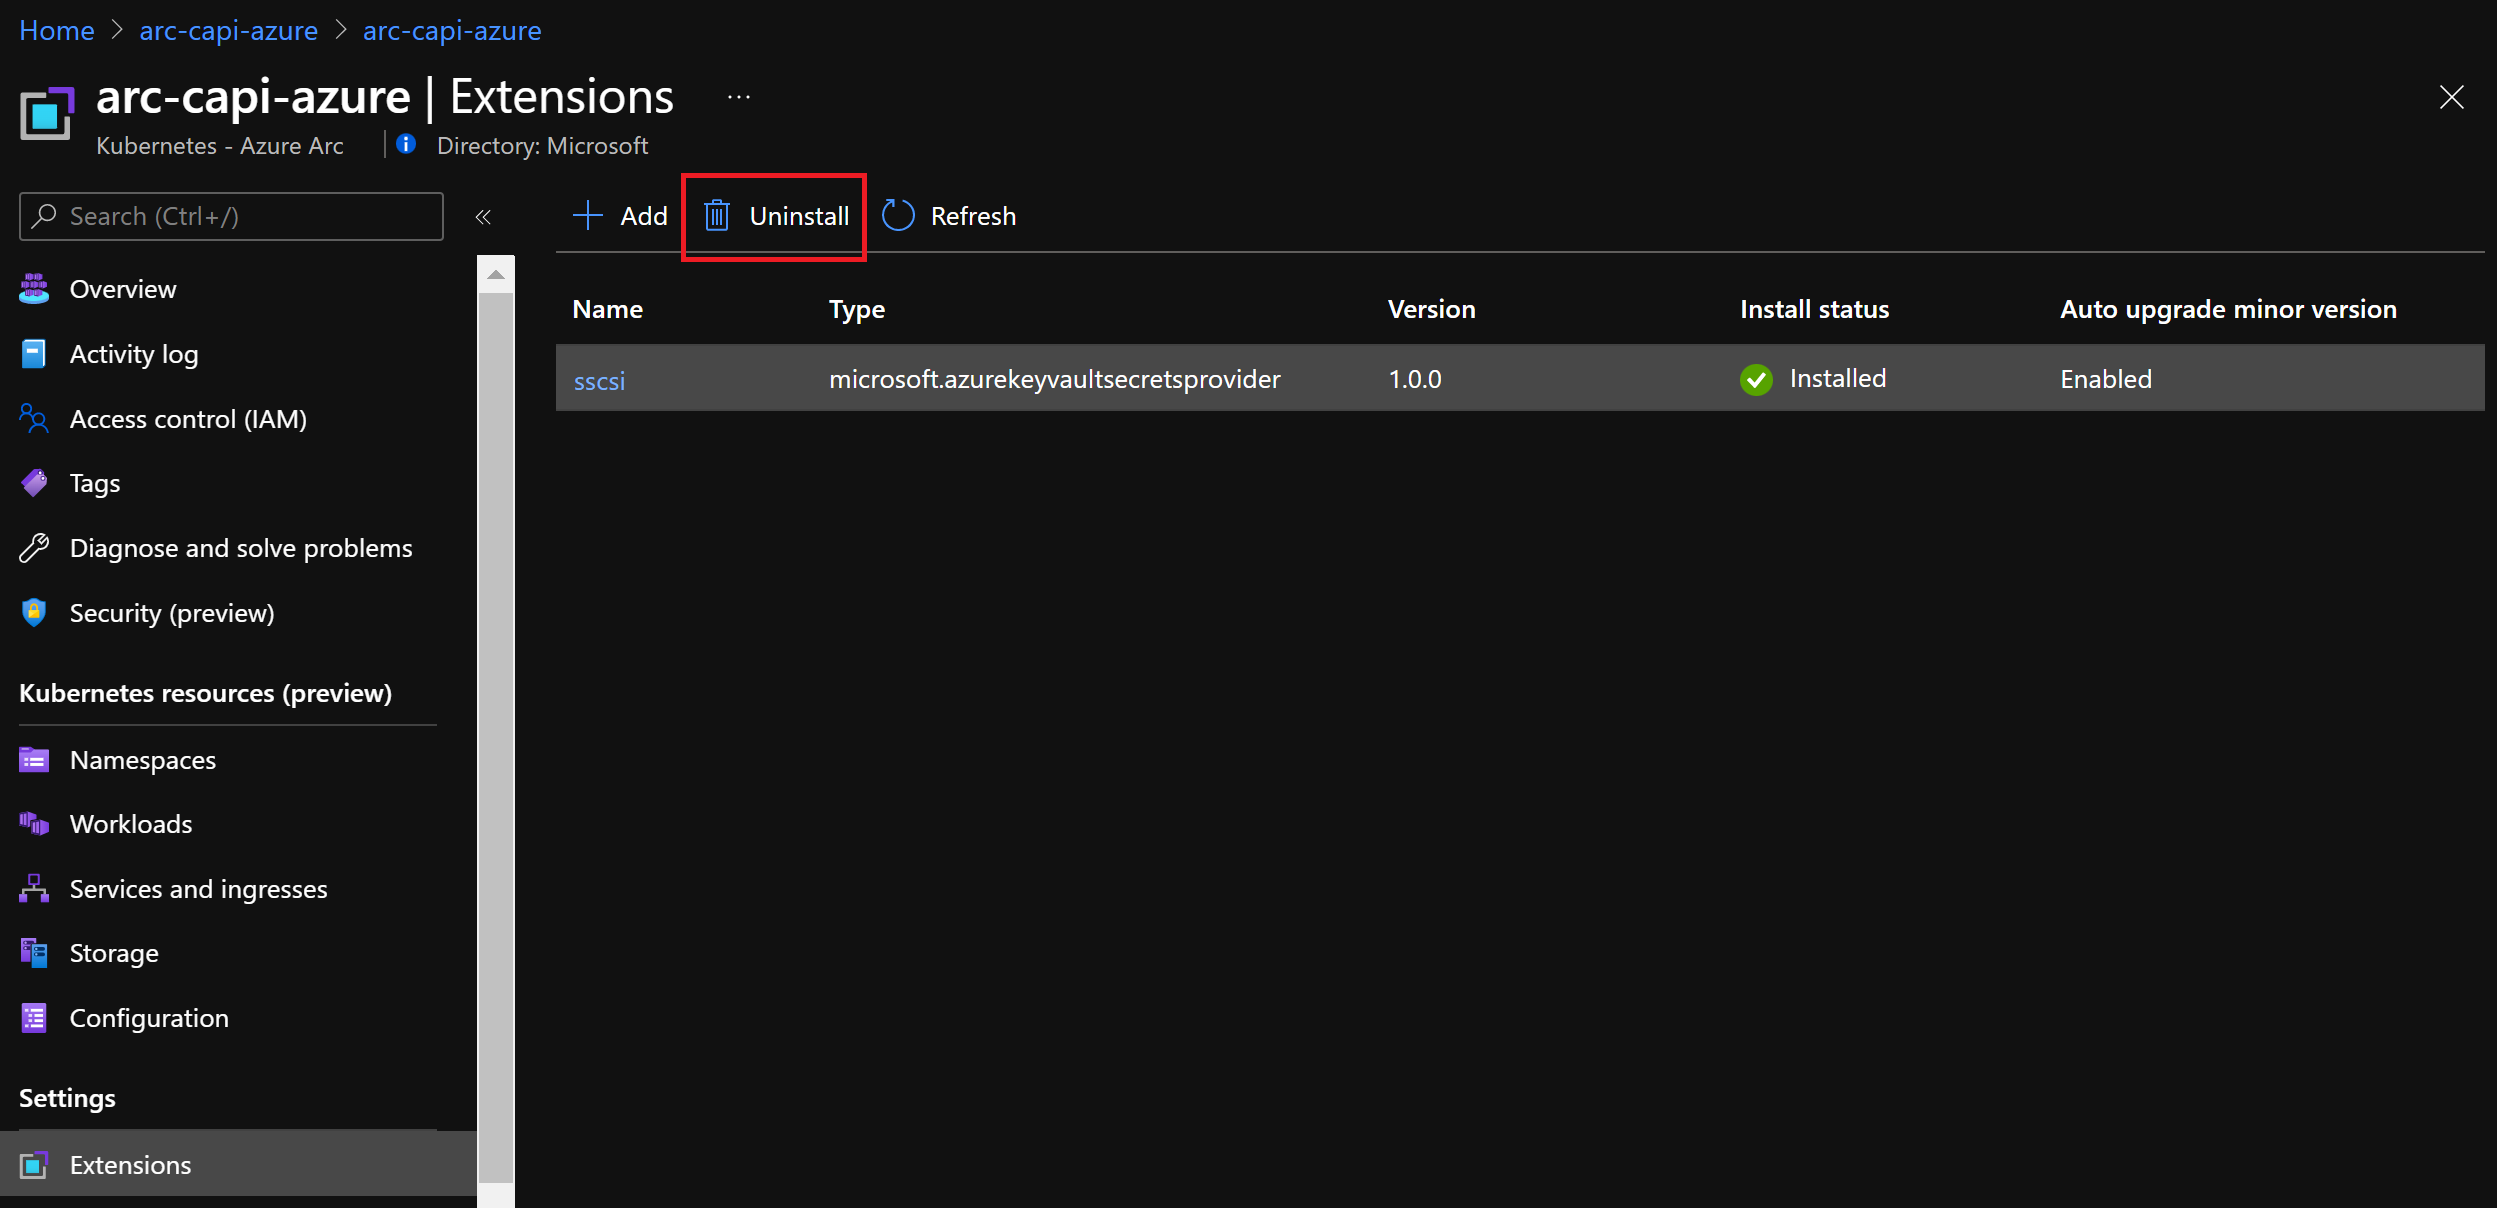 Home > arc-capi-azure > arc-capi-azure
arc-capi-azure | Extensions ...
Kubernetes - Azure Arc | Directory: Microsoft
Search (Ctrl+/) «
Add Uninstall Refresh
Overview
Activity log
Access control (IAM)
Tags
Diagnose and solve problems
Security (preview)
Kubernetes resources (preview)
Namespaces
Workloads
Services and ingresses
Storage
Configuration
Settings
Extensions
Name Type Version Install status Auto upgrade minor version
sscsi microsoft.azurekeyvaultsecretsprovider 1.0.0 Installed Enabled